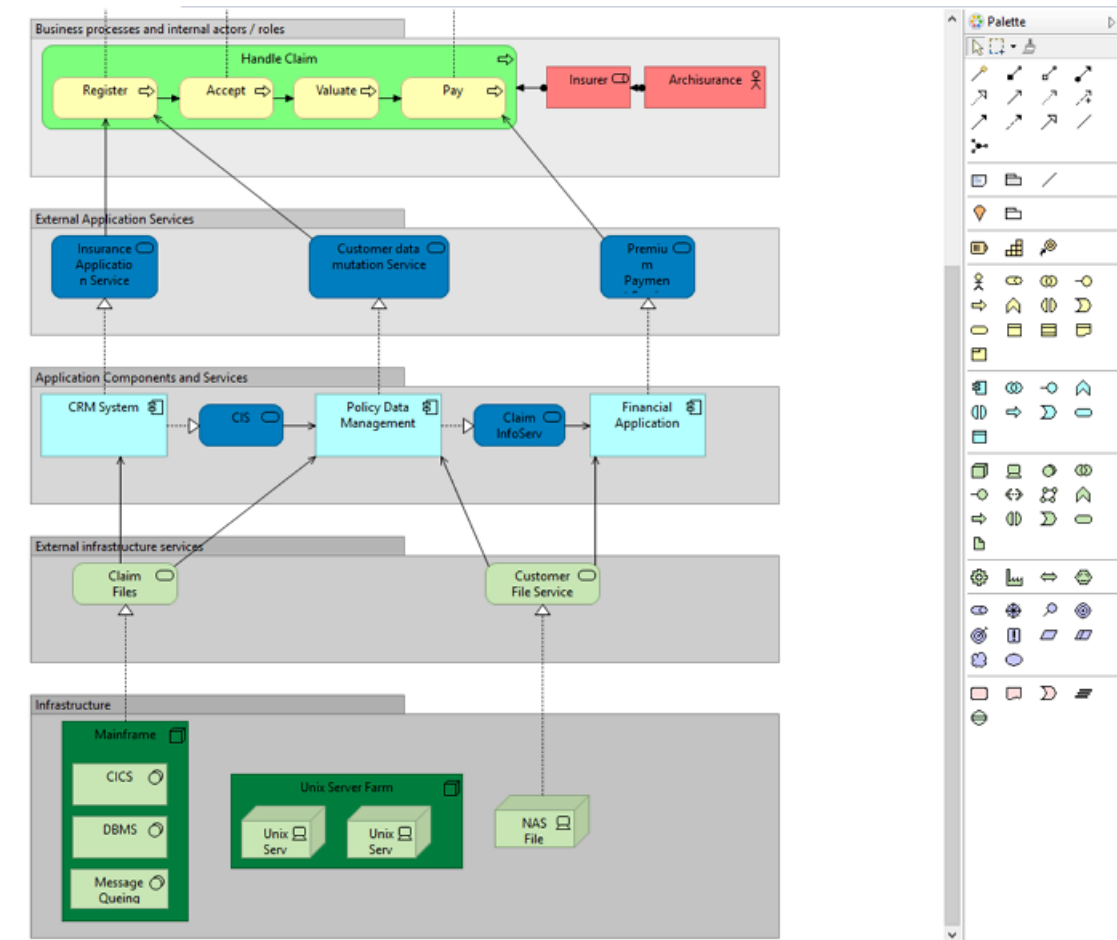 Business processes and internal actors / roles
Palette
Handle Claim
Register
Accept
Valuate
Pay
Insurer
Archisurance
External Application Services
Insurance
Applicatio
n Service
Customer data
mutation Service
Premiu
m
Paymen
Application Components and Services
CRM System
CIS
Policy Data
Management
Claim
InfoServ
Financial
Application
External infrastructure services
Claim
Files
Customer
File Service
Infrastructure
Mainframe
CICS
DBMS
Message
Queing
Unix Server Farm
Unix
Serv
Unix
Serv
NAS
File